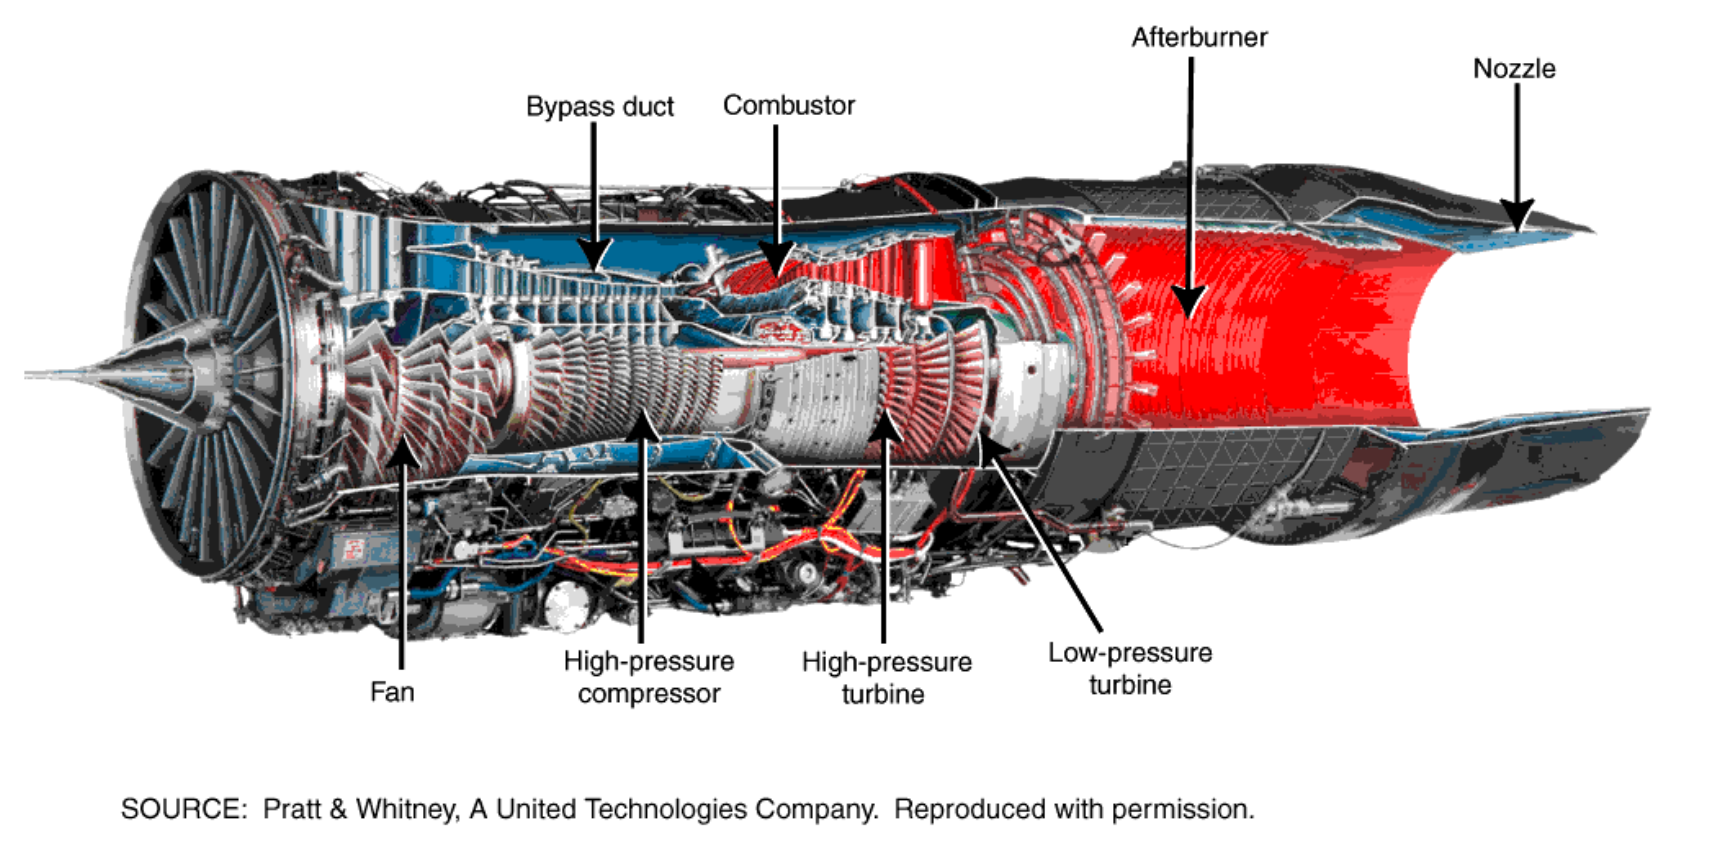 Afterburner
Nozzle
Bypass duct
Combustor
Fan
High-pressure
compressor
High-pressure
turbine
Low-pressure
turbine
SOURCE: Pratt & Whitney, A United Technologies Company. Reproduced with permission.